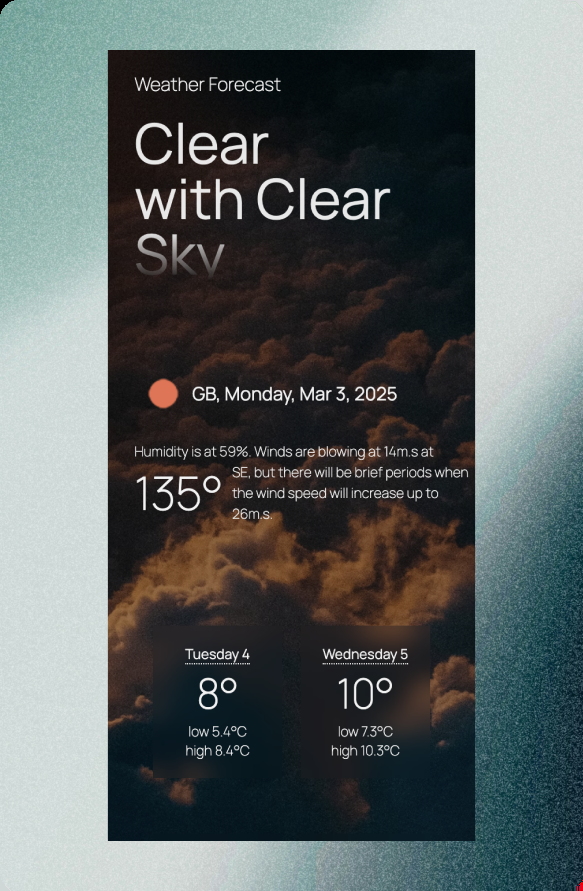 Weather Forecast
Clear
with Clear
Sky
GB, Monday, Mar 3, 2025
Humidity is at 59%. Winds are blowing at 14m.s at
135°
SE, but there will be brief periods when
the wind speed will increase up to
26m.s.
Tuesday 4
8°
low 5.4°C
high 8.4°C
Wednesday 5
10°
low 7.3°C
high 10.3°C